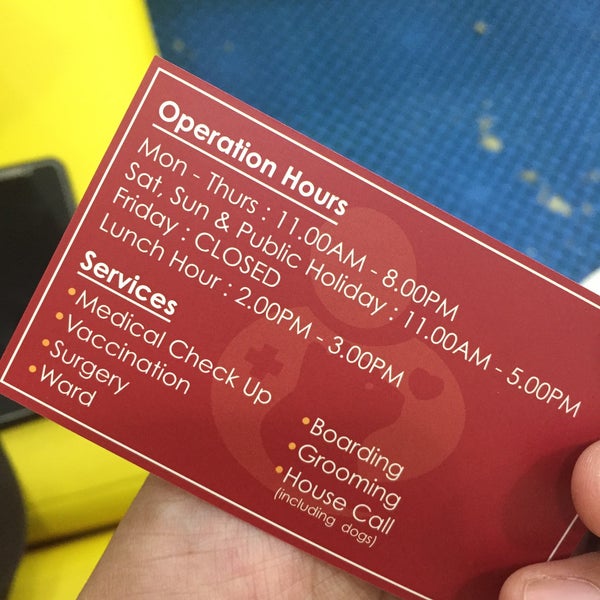 Operation Hours
Mon - Thurs : 11.00AM - 8.00PM
Sat, Sun & Public Holiday : 11.00AM - 5.00PM
Friday : CLOSED
Lunch Hour : 2.00PM - 3.00PM
Services
•Medical Check Up
•Vaccination
•Surgery
•Ward
•Boarding
•Grooming
•House Call
(including dogs)